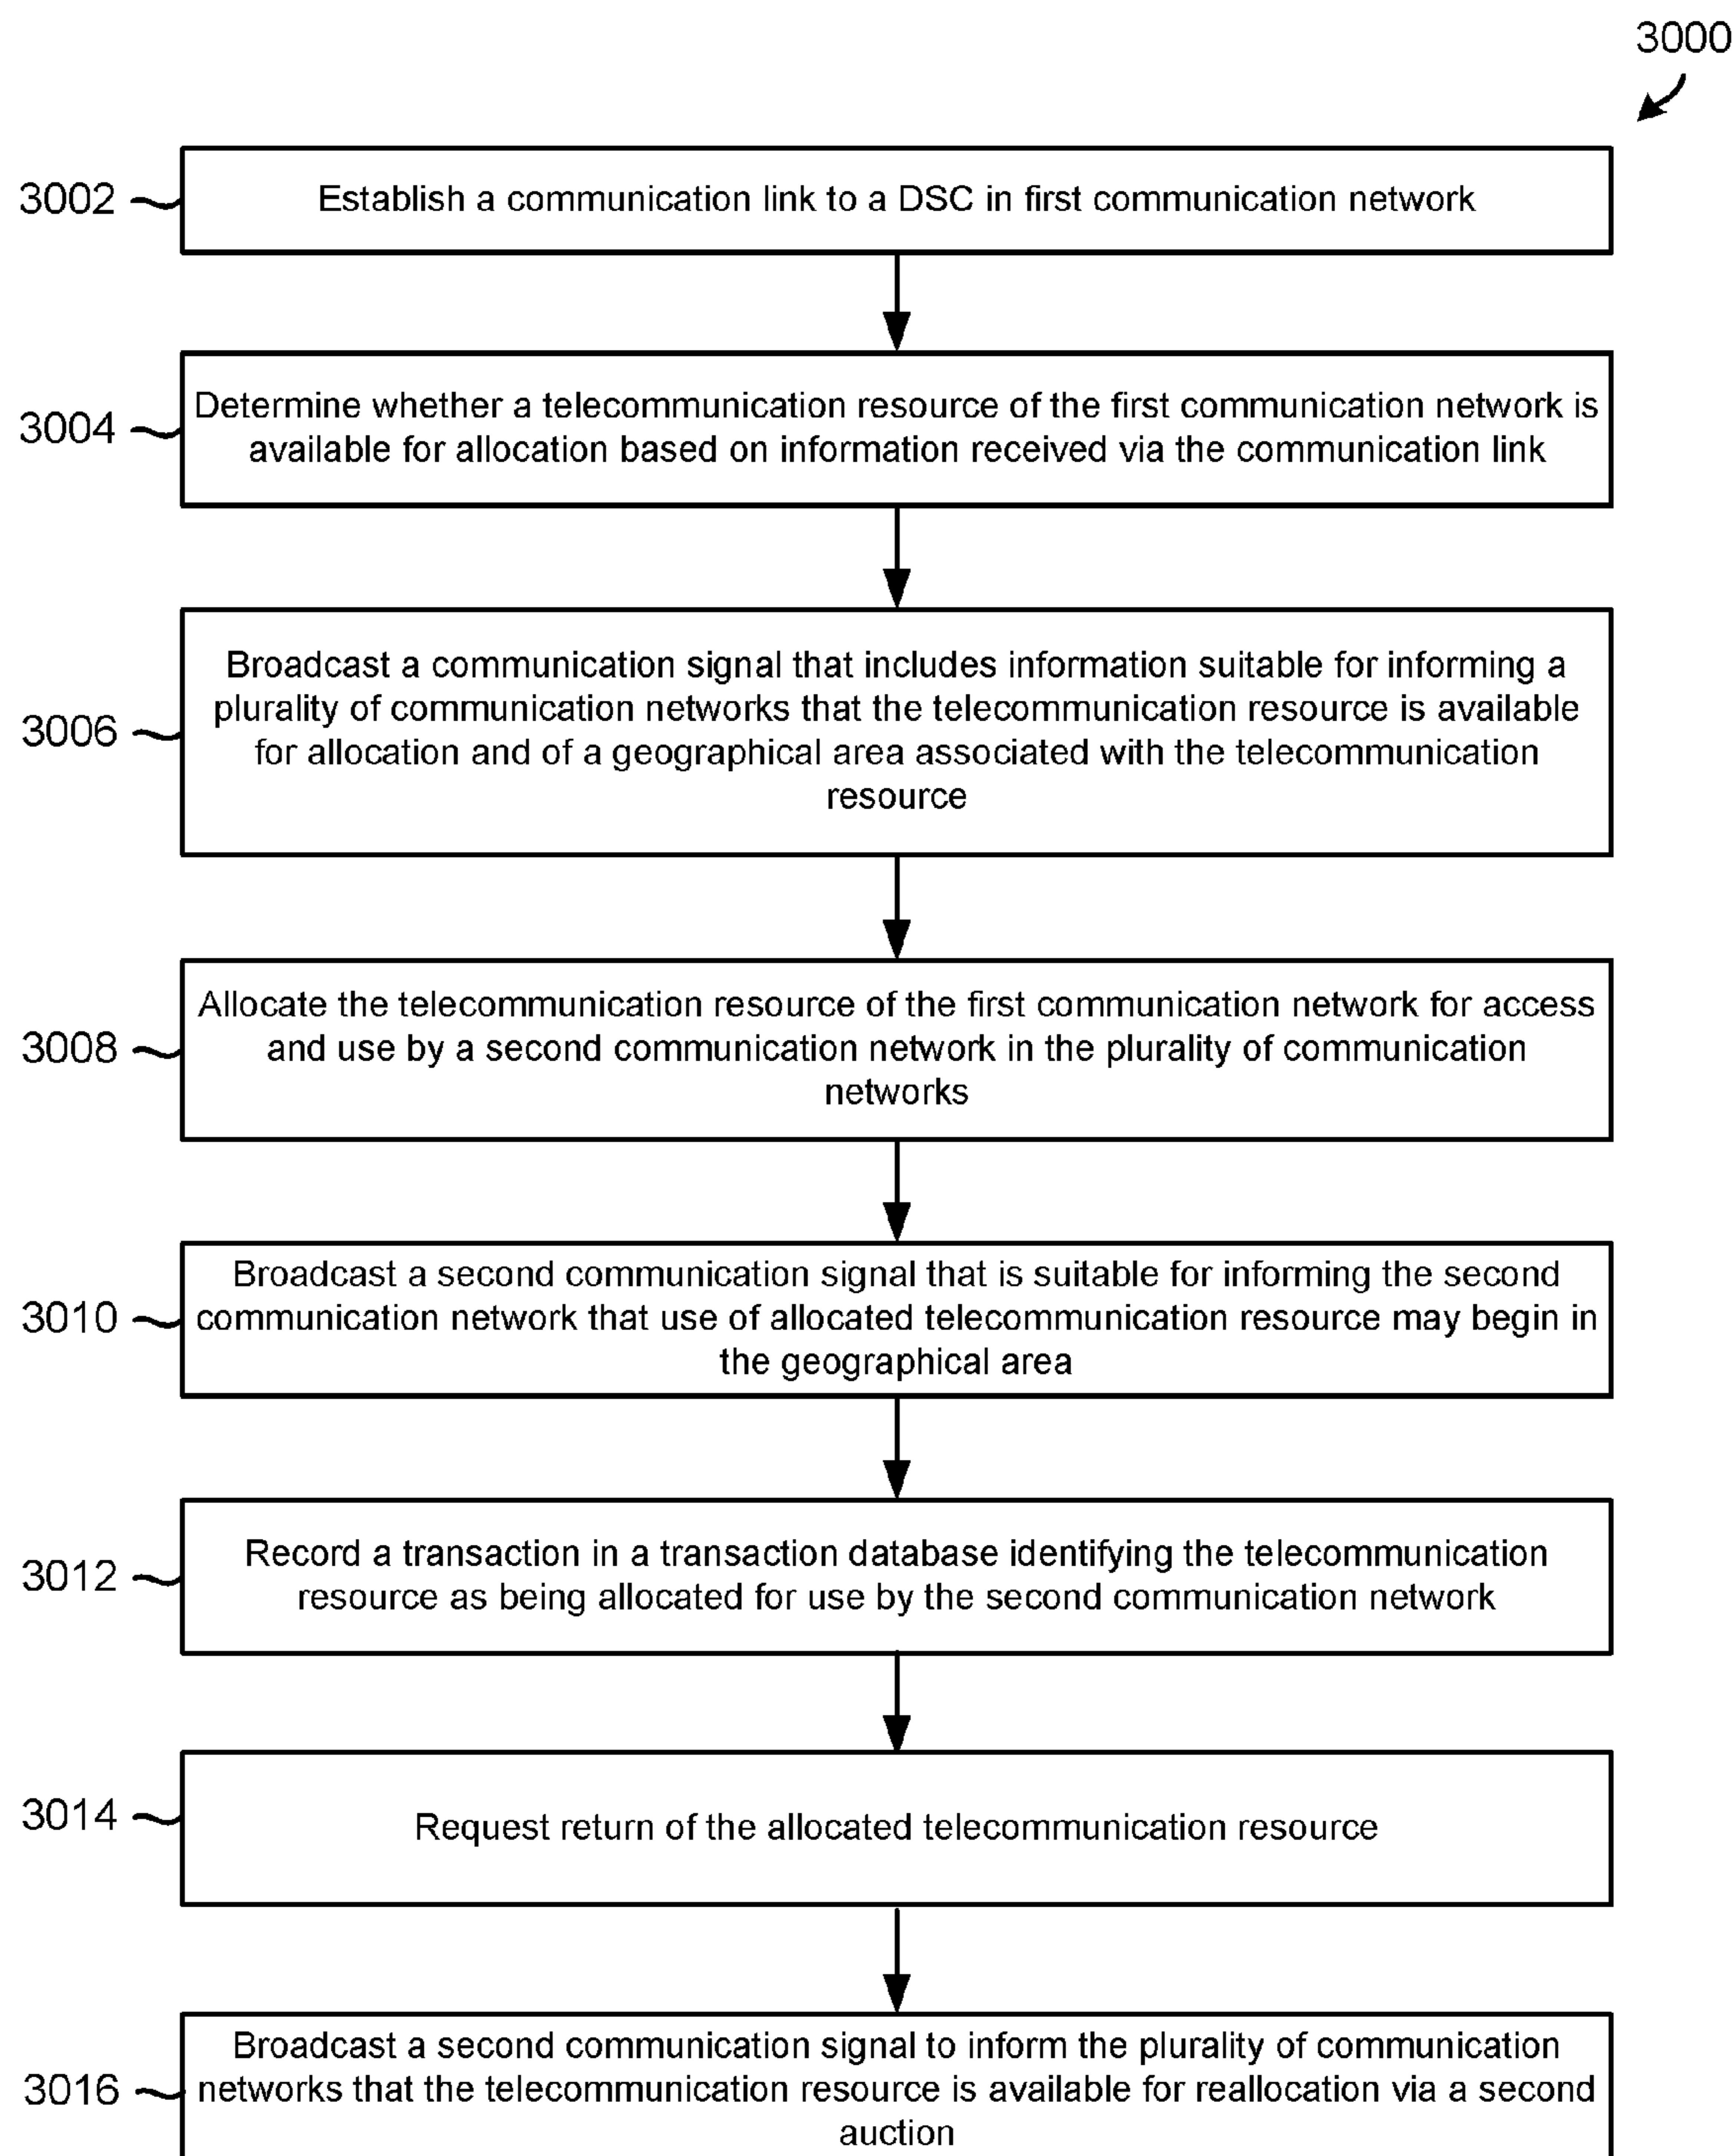 3000
3002
Establish a communication link to a DSC in first communication network
3004
Determine whether a telecommunication resource of the first communication network is
available for allocation based on information received via the communication link
3006
Broadcast a communication signal that includes information suitable for informing a
plurality of communication networks that the telecommunication resource is available
for allocation and of a geographical area associated with the telecommunication
resource
3008
Allocate the telecommunication resource of the first communication network for access
and use by a second communication network in the plurality of communication
networks
3010
Broadcast a second communication signal that is suitable for informing the second
communication network that use of allocated telecommunication resource may begin in
the geographical area
3012
Record a transaction in a transaction database identifying the telecommunication
resource as being allocated for use by the second communication network
3014
Request return of the allocated telecommunication resource
3016
Broadcast a second communication signal to inform the plurality of communication
networks that the telecommunication resource is available for reallocation via a second
auction